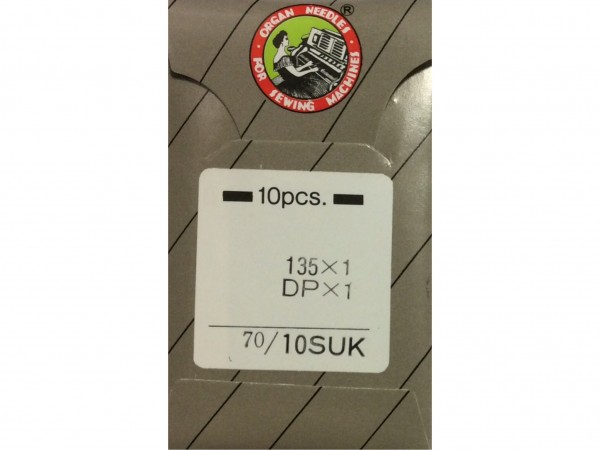 ORGAN NEEDLES ®
FOR SEWING MACHINES
10pcs.
135×1
DP×1
70/10SUK